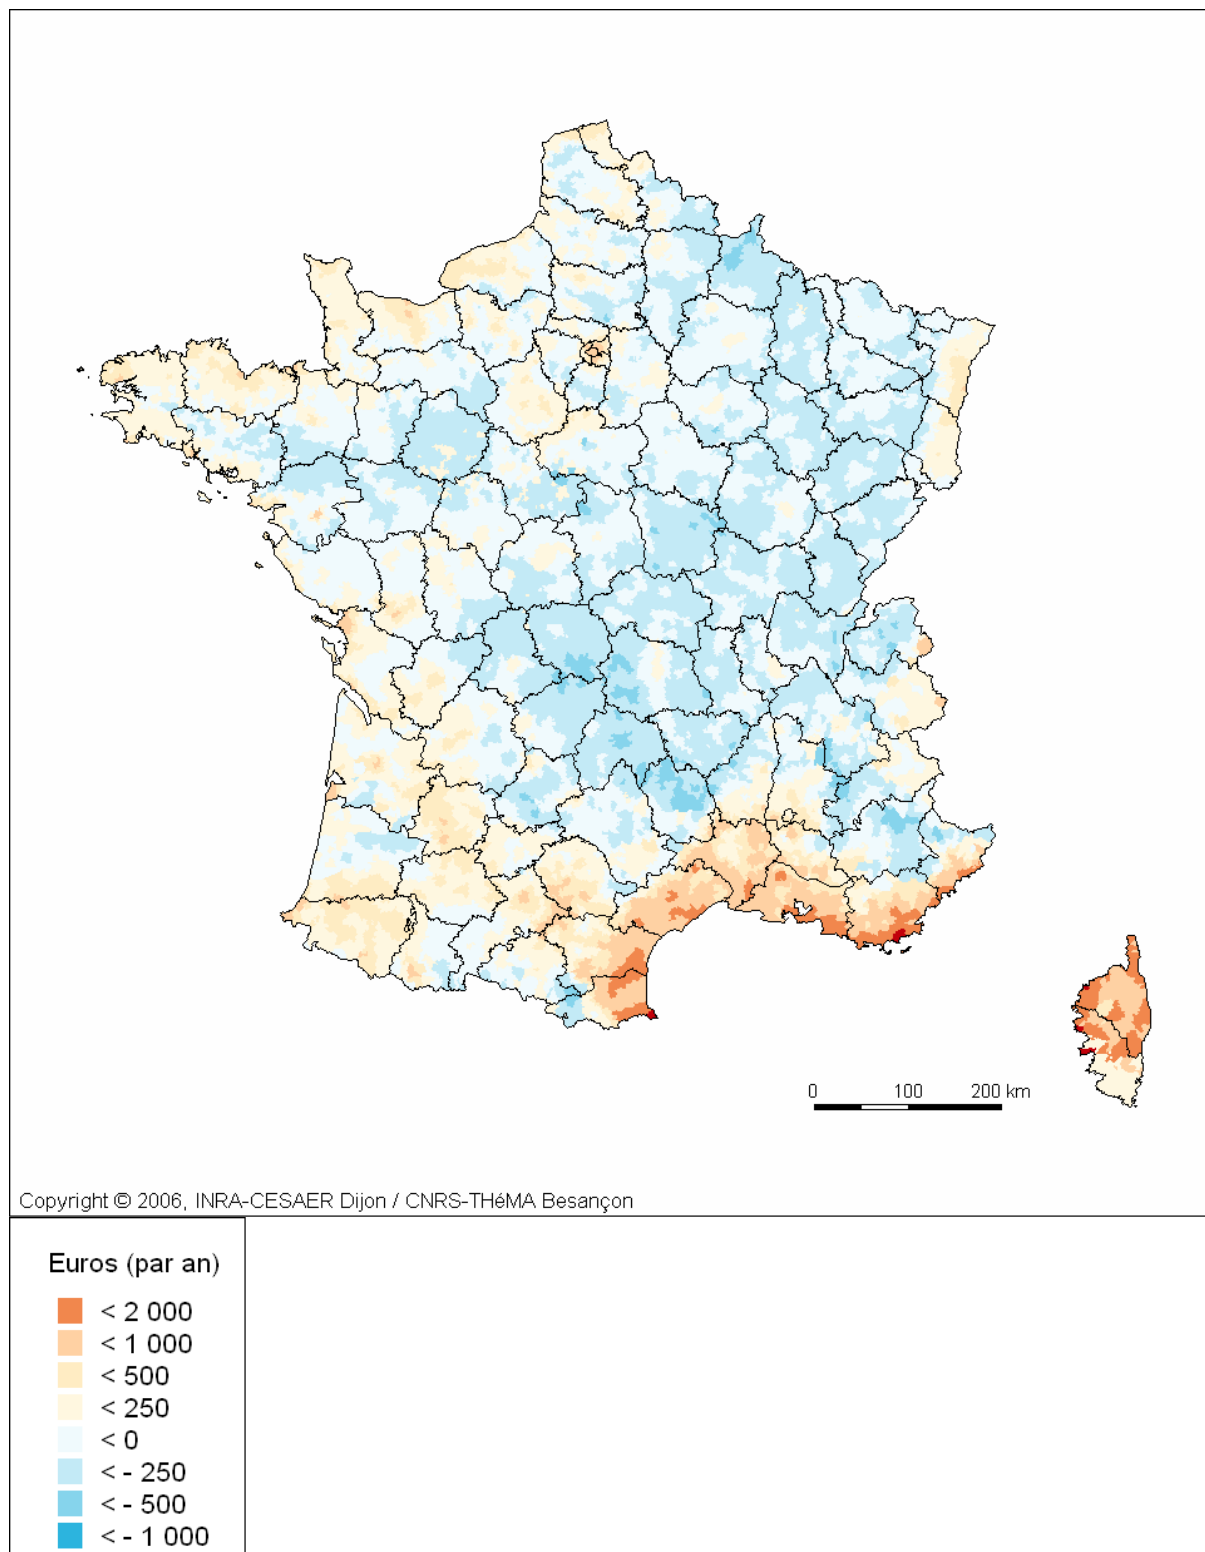 0 100 200 km
Copyright © 2006, INRA-CESAER Dijon / CNRS-THéMA Besançon
Euros (par an)
< 2 000
< 1 000
< 500
< 250
< 0
< - 250
< - 500
< - 1 000